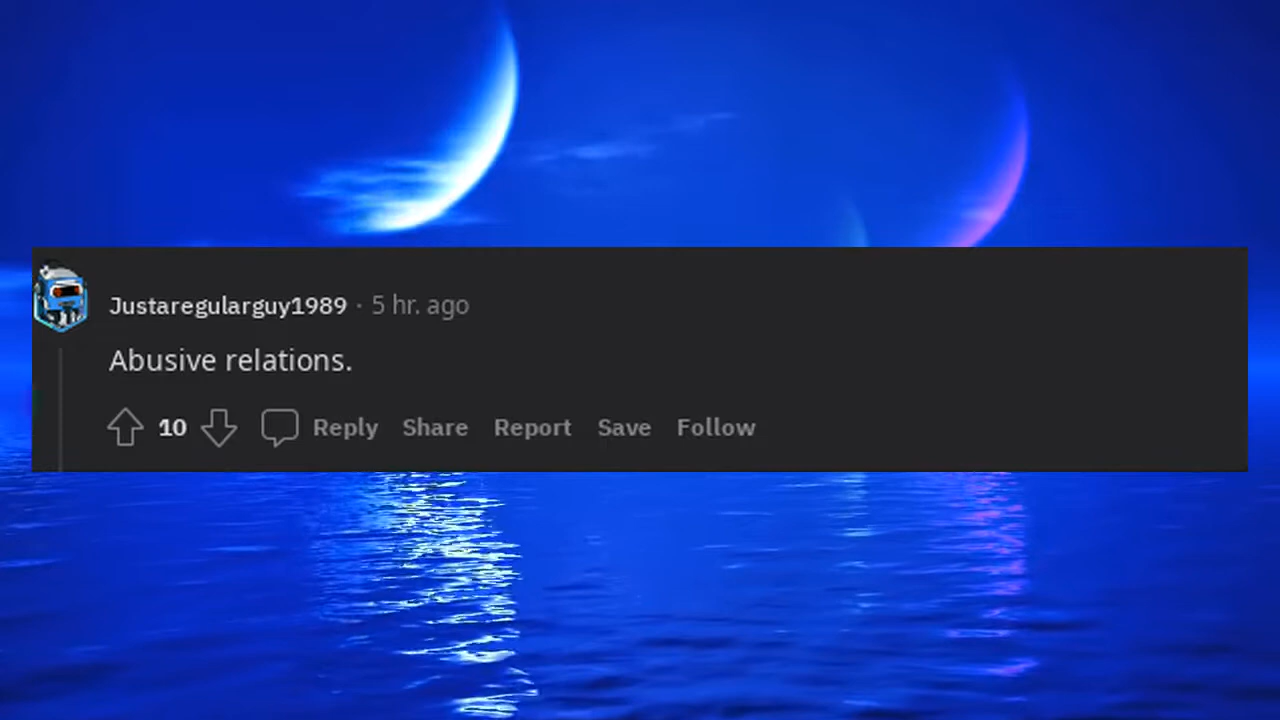 Justaregularguy1989 · 5 hr. ago
Abusive relations.
10 Reply Share Report Save Follow